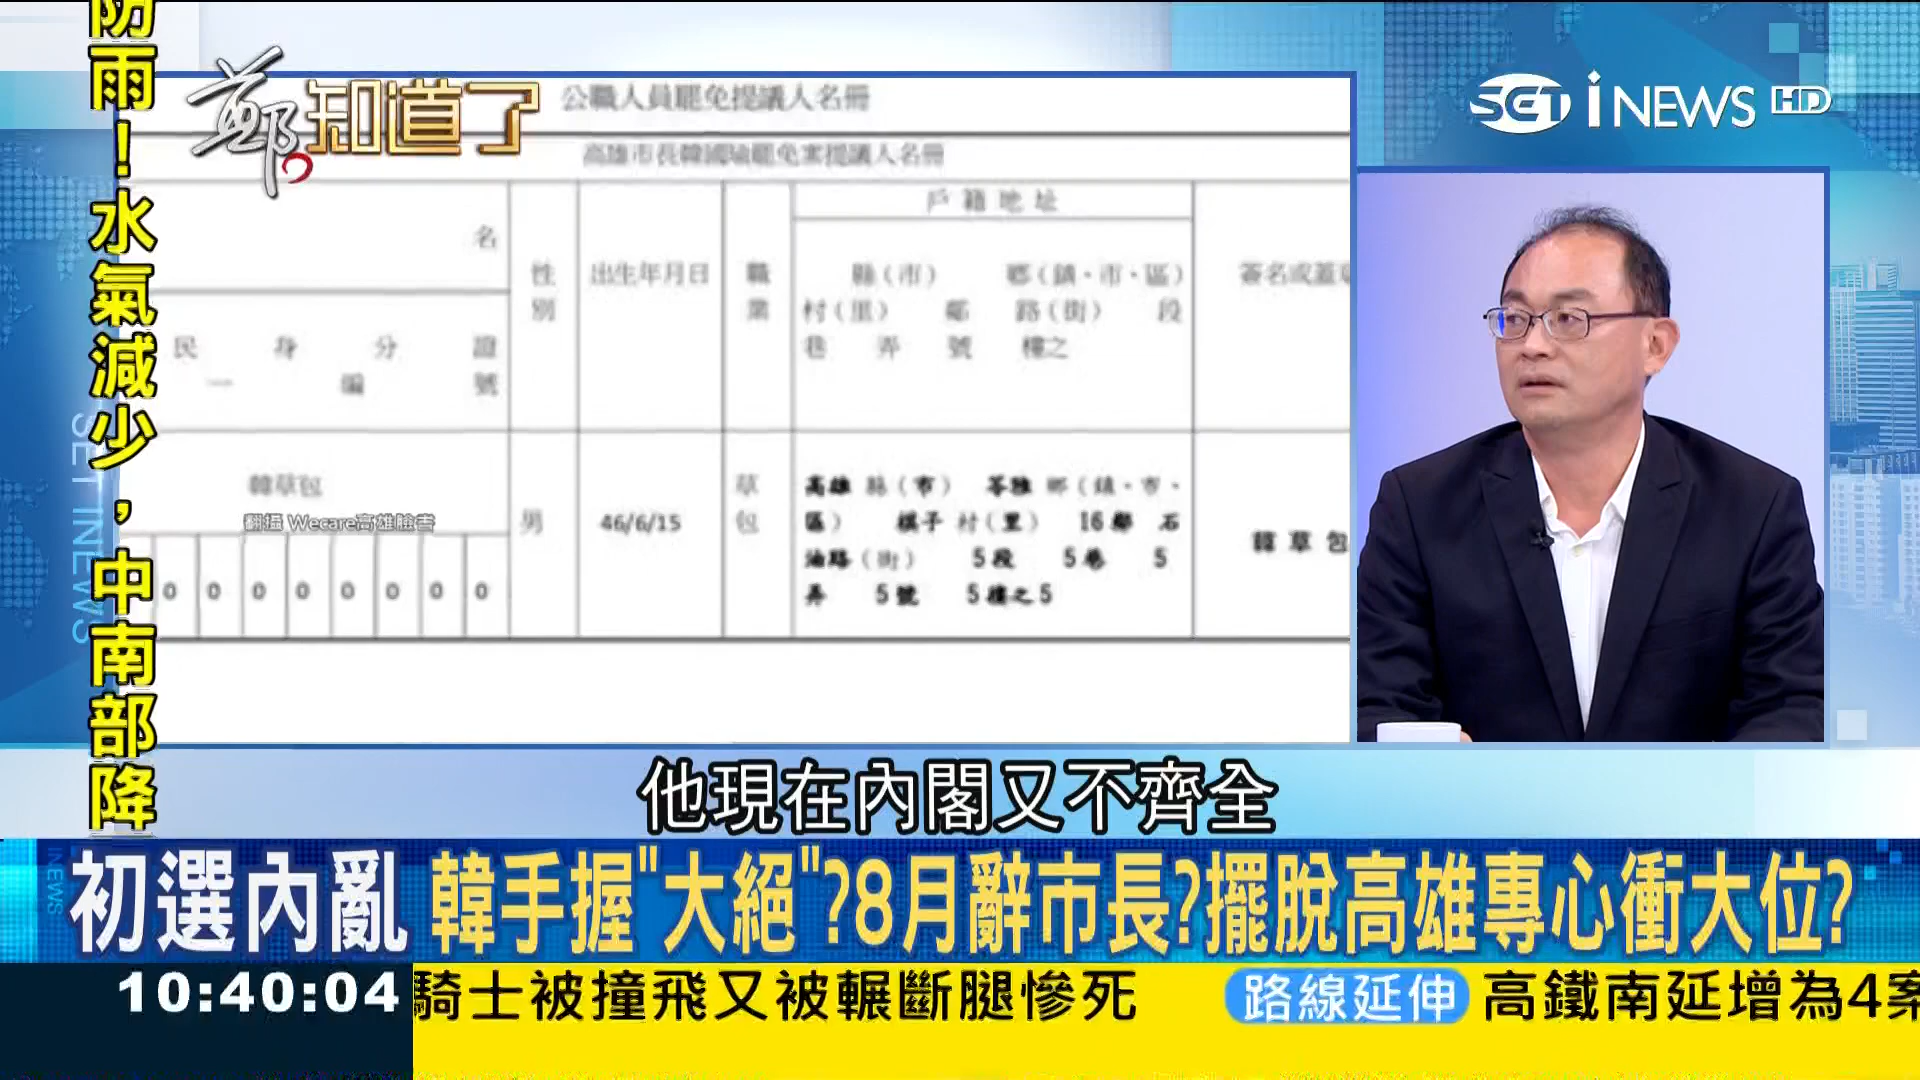 防雨！水氣減少，中南部降
鄭知道了
SET iNEWS HD
公職人員罷免提議人名冊
高雄市長韓國瑜罷免案提議人名冊
名
民 身 分 證
一 編 號
性別
出生年月日
職業
戶籍地址
縣（市） 鄉（鎮、市、區）
村（里） 鄰 路（街） 段
巷 弄 號 樓之
簽名或蓋章
韓草包
翻攝 Wecare高雄臉書
0 0 0 0 0 0 0 0
男
46/6/15
草包
高雄 縣（市） 苓雅 鄉（鎮、市、
區） 棋子 村（里） 16鄰 石
油路（街） 5段 5巷 5
弄 5號 5樓之5
韓草包
SET INEWS
他現在內閣又不齊全
INEWS
初選內亂 韓手握"大絕"?8月辭市長?擺脫高雄專心衝大位?
10:40:04
騎士被撞飛又被輾斷腿慘死 路線延伸 高鐵南延增為4案